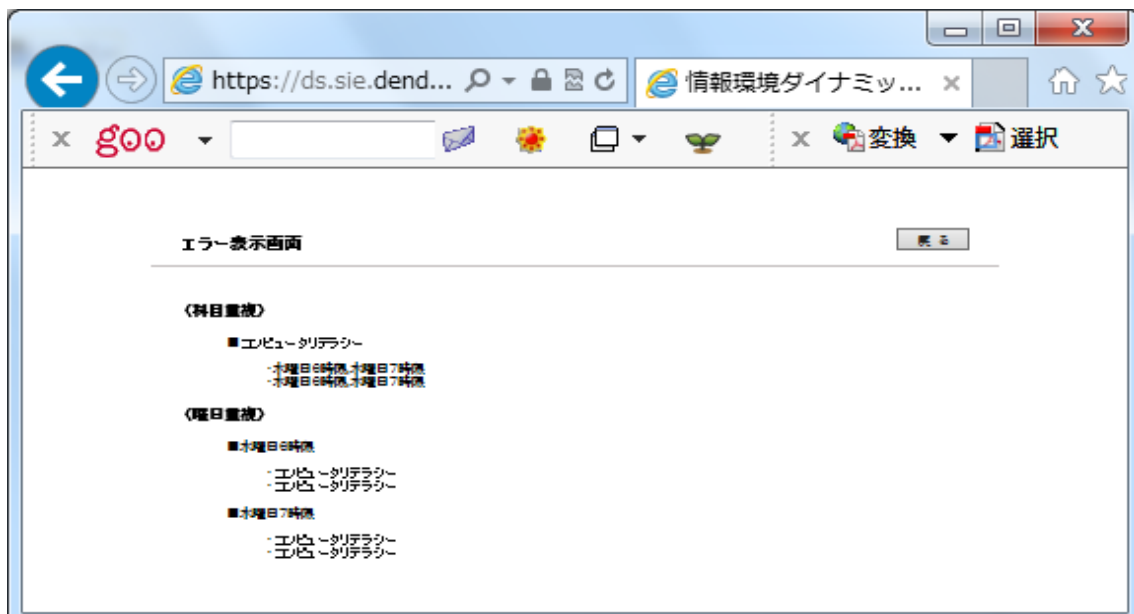 https://ds.sie.dend...
情報環境ダイナミッ...
goo
変換
選択
エラー表示画面
戻る
〈科目重複〉
■コンピュータリテラシー
・水曜日6時限,水曜日7時限
・水曜日6時限,水曜日7時限
〈曜日重複〉
■水曜日6時限
・コンピュータリテラシー
・コンピュータリテラシー
■水曜日7時限
・コンピュータリテラシー
・コンピュータリテラシー